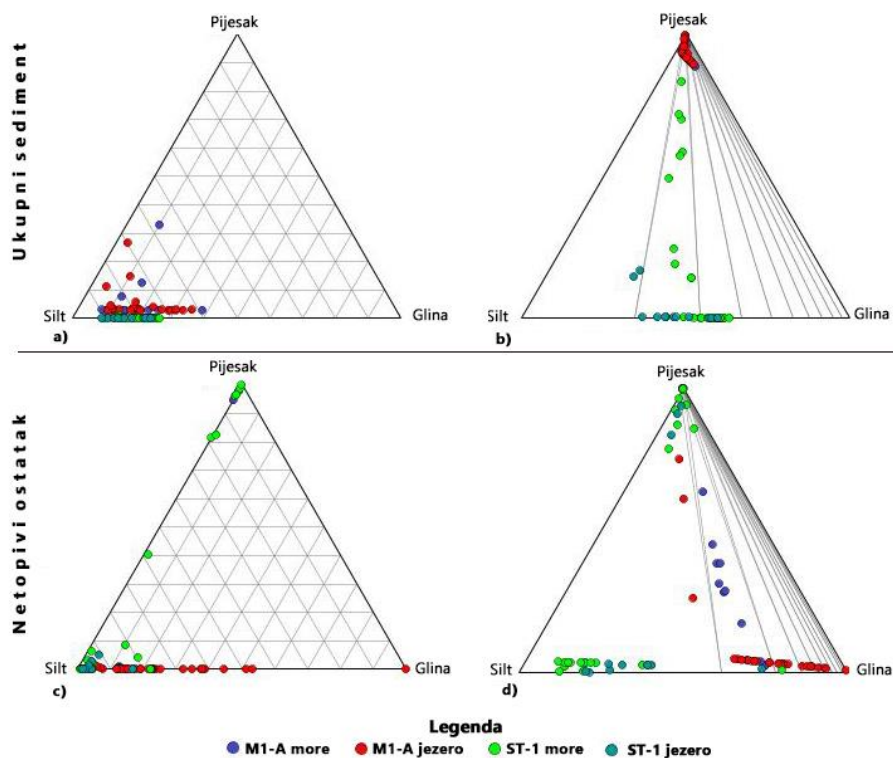 Ukupni sediment
Pijesak
Silt
Glina
a)
Pijesak
Silt
Glina
b)
Netopivi ostatak
Pijesak
Silt
Glina
c)
Pijesak
Silt
Glina
d)
Legenda
M1-A more M1-A jezero ST-1 more ST-1 jezero